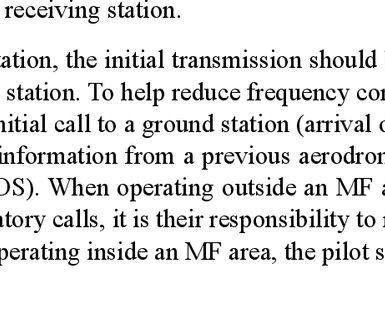 receiving station.
tation, the initial transmission should
station. To help reduce frequency con
nitial call to a ground station (arrival o
information from a previous aerodron
OS). When operating outside an MF a
atory calls, it is their responsibility to
perating inside an MF area, the pilot s